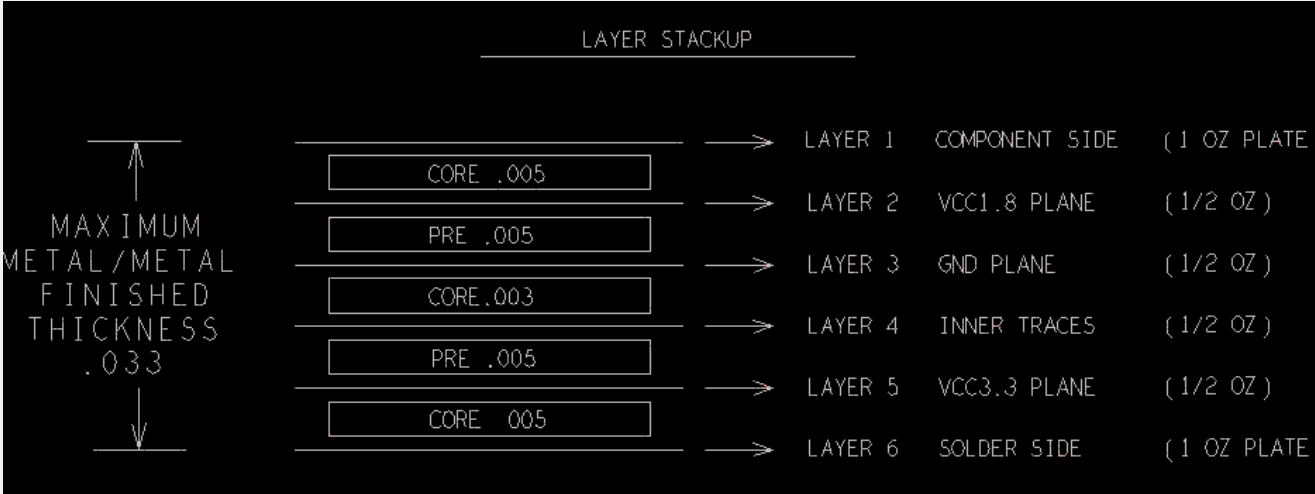 LAYER STACKUP
LAYER 1 COMPONENT SIDE (1 OZ PLATE
CORE .005
LAYER 2 VCC1.8 PLANE (1/2 OZ)
MAXIMUM
PRE .005
METAL/METAL
LAYER 3 GND PLANE (1/2 OZ)
FINISHED
CORE.003
THICKNESS
LAYER 4 INNER TRACES (1/2 OZ)
.033
PRE .005
LAYER 5 VCC3.3 PLANE (1/2 OZ)
CORE 005
LAYER 6 SOLDER SIDE (1 OZ PLATE